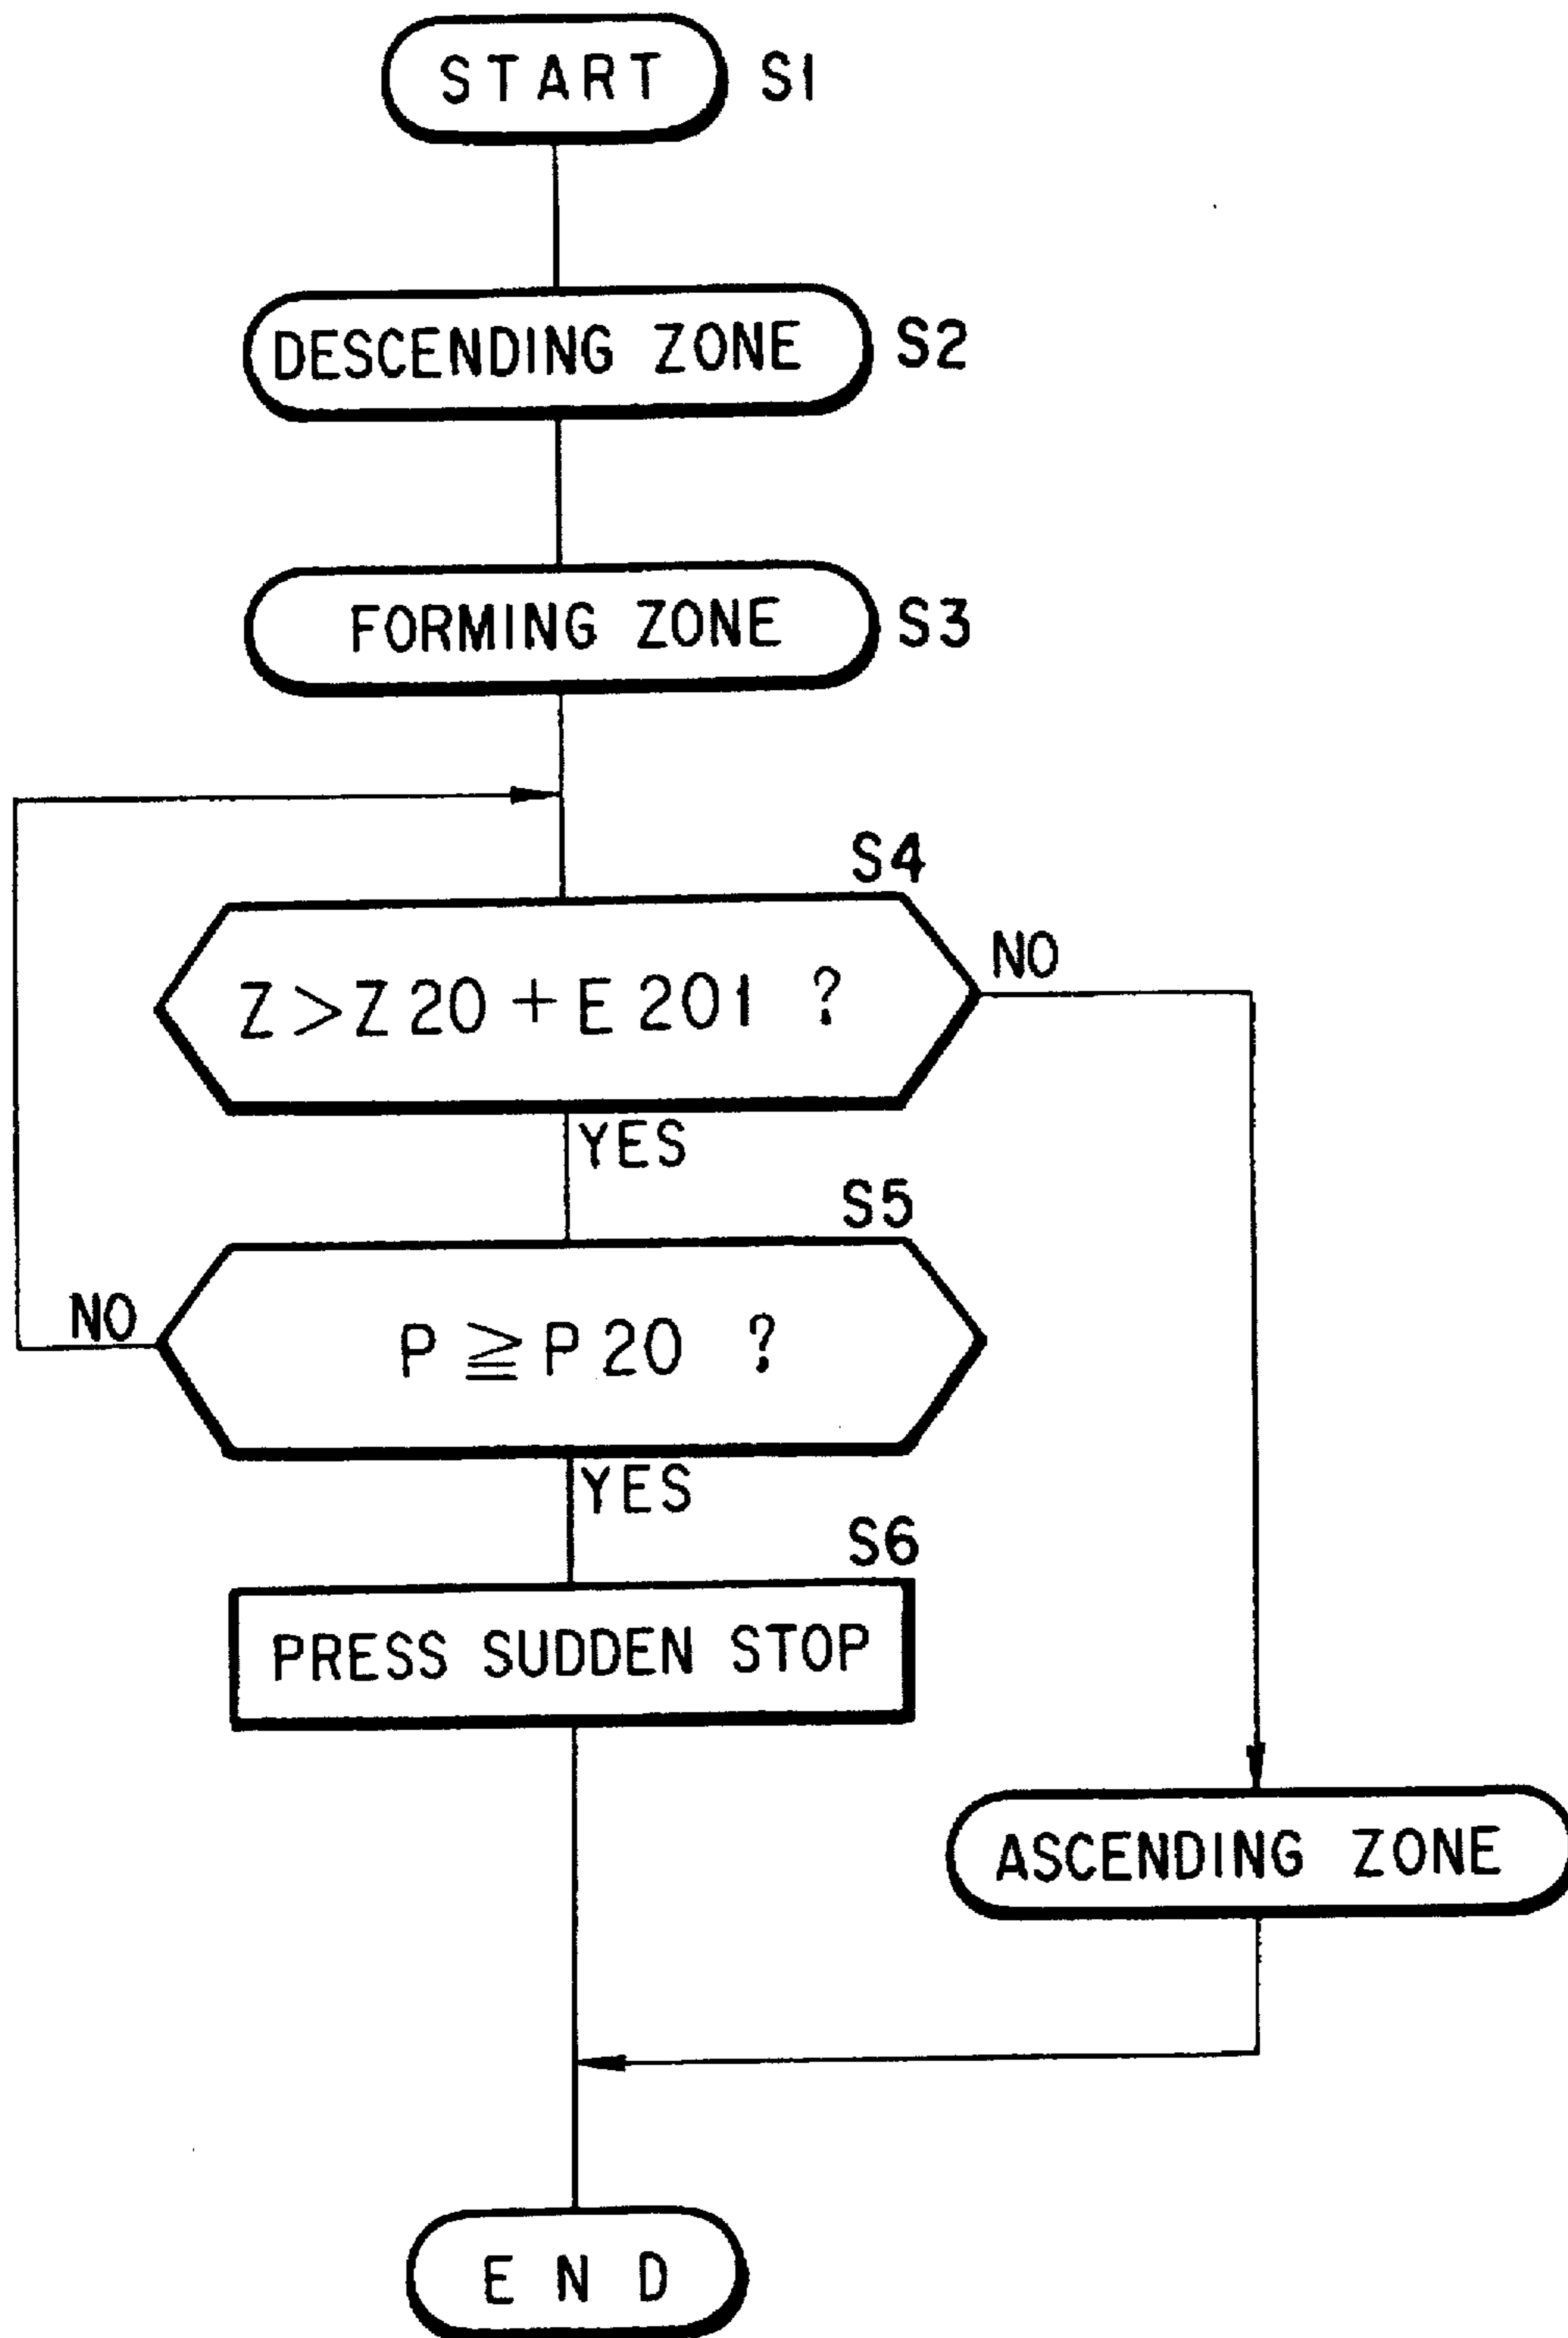 START S1
DESCENDING ZONE S2
FORMING ZONE S3
S4
NO
Z > Z20 + E201 ?
YES
S5
NO
P ≧ P20 ?
YES
S6
PRESS SUDDEN STOP
ASCENDING ZONE
END